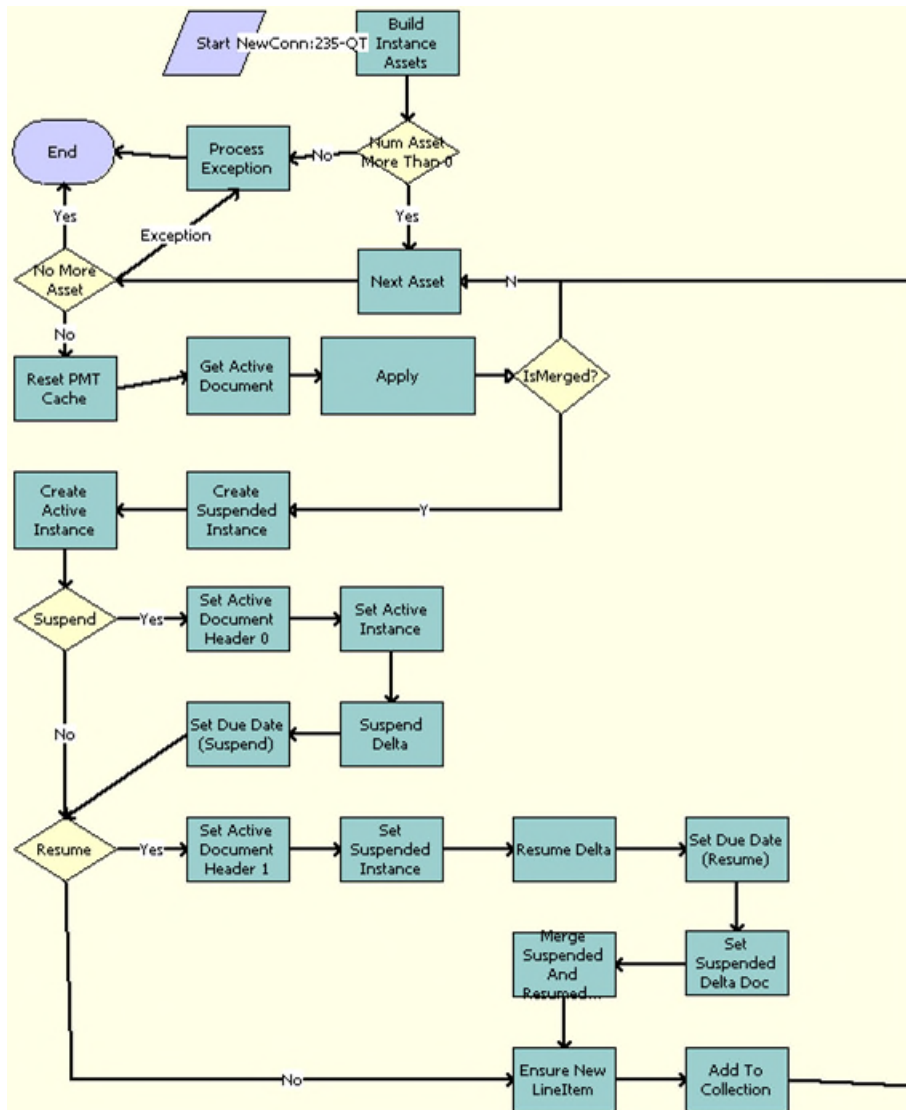 Start
NewConn:235-QT
Build
Instance
Assets
End
Process
Exception
No
Num Asset
More Than 0
Yes
Yes
Exception
No More
Asset
Next Asset
N
No
Reset PMT
Cache
Get Active
Document
Apply
IsMerged?
Create
Active
Instance
Create
Suspended
Instance
Y
Suspend
Yes
Set Active
Document
Header 0
Set Active
Instance
No
Set Due Date
(Suspend)
Suspend
Delta
Resume
Yes
Set Active
Document
Header 1
Set
Suspended
Instance
Resume Delta
Set Due Date
(Resume)
Merge
Suspended
And
Resumed...
Set
Suspended
Delta Doc
No
Ensure New
LineItem
Add To
Collection